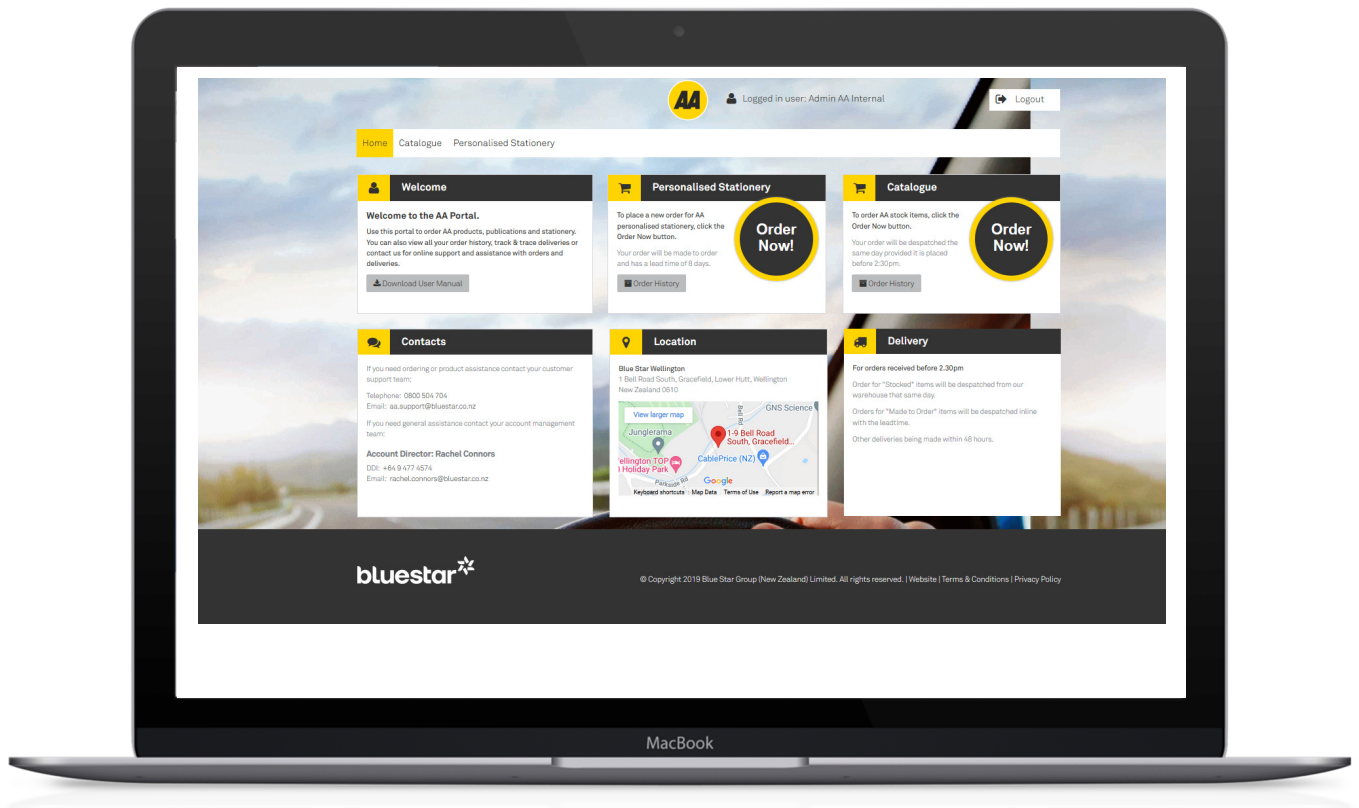 AA
Logged in user: Admin AA Internal
Logout
Home
Catalogue
Personalised Stationery
Welcome
Welcome to the AA Portal.
Use this portal to order AA products, publications and stationery.
You can also view all your order history, track & trace deliveries or
contact us for online support and assistance with orders and
deliveries.
Download User Manual
Personalised Stationery
To place a new order for AA
personalised stationery, click the
Order Now button.
Your order will be made to order
and has a lead time of 8 days.
Order History
Order
Now!
Catalogue
To order AA stock items, click the
Order Now button.
Your order will be despatched the
same day provided it is placed
before 2:30pm.
Order History
Order
Now!
Contacts
If you need ordering or product assistance contact your customer
support team:
Telephone: 0800 504 704
Email: aa.support@bluestar.co.nz
If you need general assistance contact your account management
team:
Account Director: Rachel Connors
DDI: +64 9 477 4574
Email: rachel.connors@bluestar.co.nz
Location
Blue Star Wellington
1 Bell Road South, Gracefield, Lower Hutt, Wellington
New Zealand 0610
View larger map
Bell Rd
GNS Science
Junglerama
1-9 Bell Road
South, Gracefield...
CablePrice (NZ)
ellington TOP
Holiday Park
Parkside Rd
Google
Keyboard shortcuts
Map Data
Terms of Use
Report a map error
Delivery
For orders received before 2.30pm
Order for "Stocked" items will be despatched from our
warehouse that same day.
Orders for "Made to Order" items will be despatched inline
with the leadtime.
Other deliveries being made within 48 hours.
bluestar
© Copyright 2019 Blue Star Group (New Zealand) Limited. All rights reserved. | Website | Terms & Conditions | Privacy Policy
MacBook